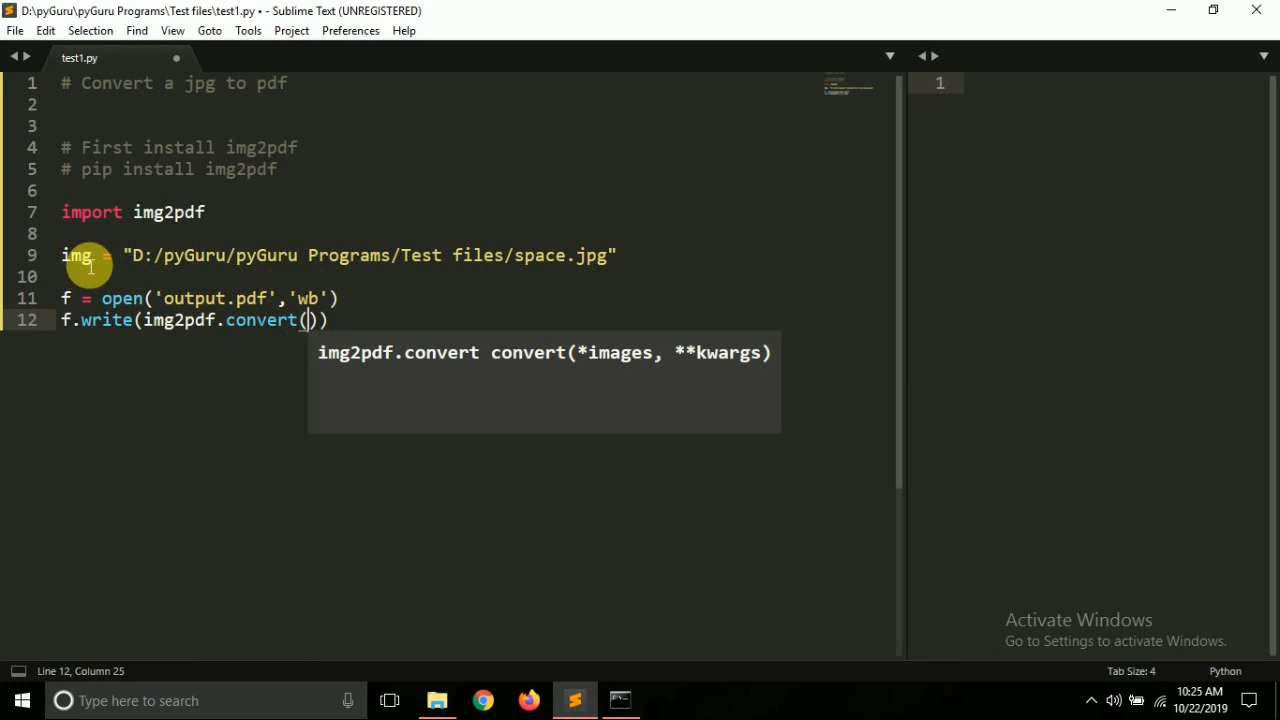 D:\pyGuru\pyGuru Programs\Test files\test1.py • - Sublime Text (UNREGISTERED)
File Edit Selection Find View Goto Tools Project Preferences Help
test1.py
1 # Convert a jpg to pdf 1
2
3
4 # First install img2pdf
5 # pip install img2pdf
6
7 import img2pdf
8
9 img = "D:/pyGuru/pyGuru Programs/Test files/space.jpg"
10
11 f = open('output.pdf','wb')
12 f.write(img2pdf.convert())
img2pdf.convert convert(*images, **kwargs)
Activate Windows
Go to Settings to activate Windows.
Line 12, Column 25 Tab Size: 4 Python
Type here to search
10:25 AM
10/22/2019